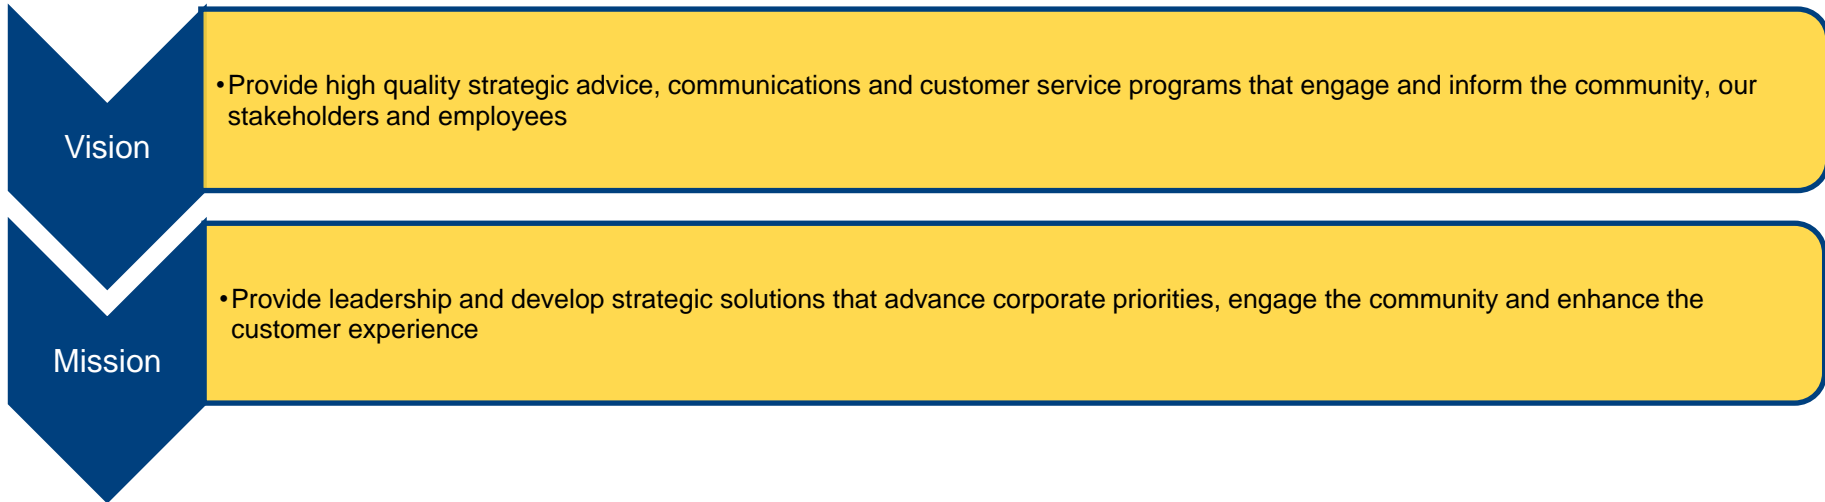 Vision
•Provide high quality strategic advice, communications and customer service programs that engage and inform the community, our
stakeholders and employees
Mission
•Provide leadership and develop strategic solutions that advance corporate priorities, engage the community and enhance the
customer experience